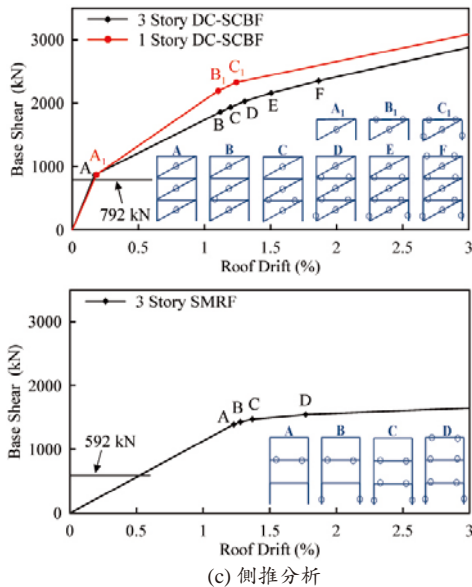 3 Story DC-SCBF
1 Story DC-SCBF
Base Shear (kN)
3000
2000
1000
0
A
A1
B1
C1
B
C
D
E
F
792 kN
A1 B1 C1
A B C D E F
0 0.5 1 1.5 2 2.5 3
Roof Drift (%)
3 Story SMRF
Base Shear (kN)
3000
2000
1000
0
A
B
C
D
592 kN
A B C D
0 0.5 1 1.5 2 2.5 3
Roof Drift (%)
(c) 側推分析